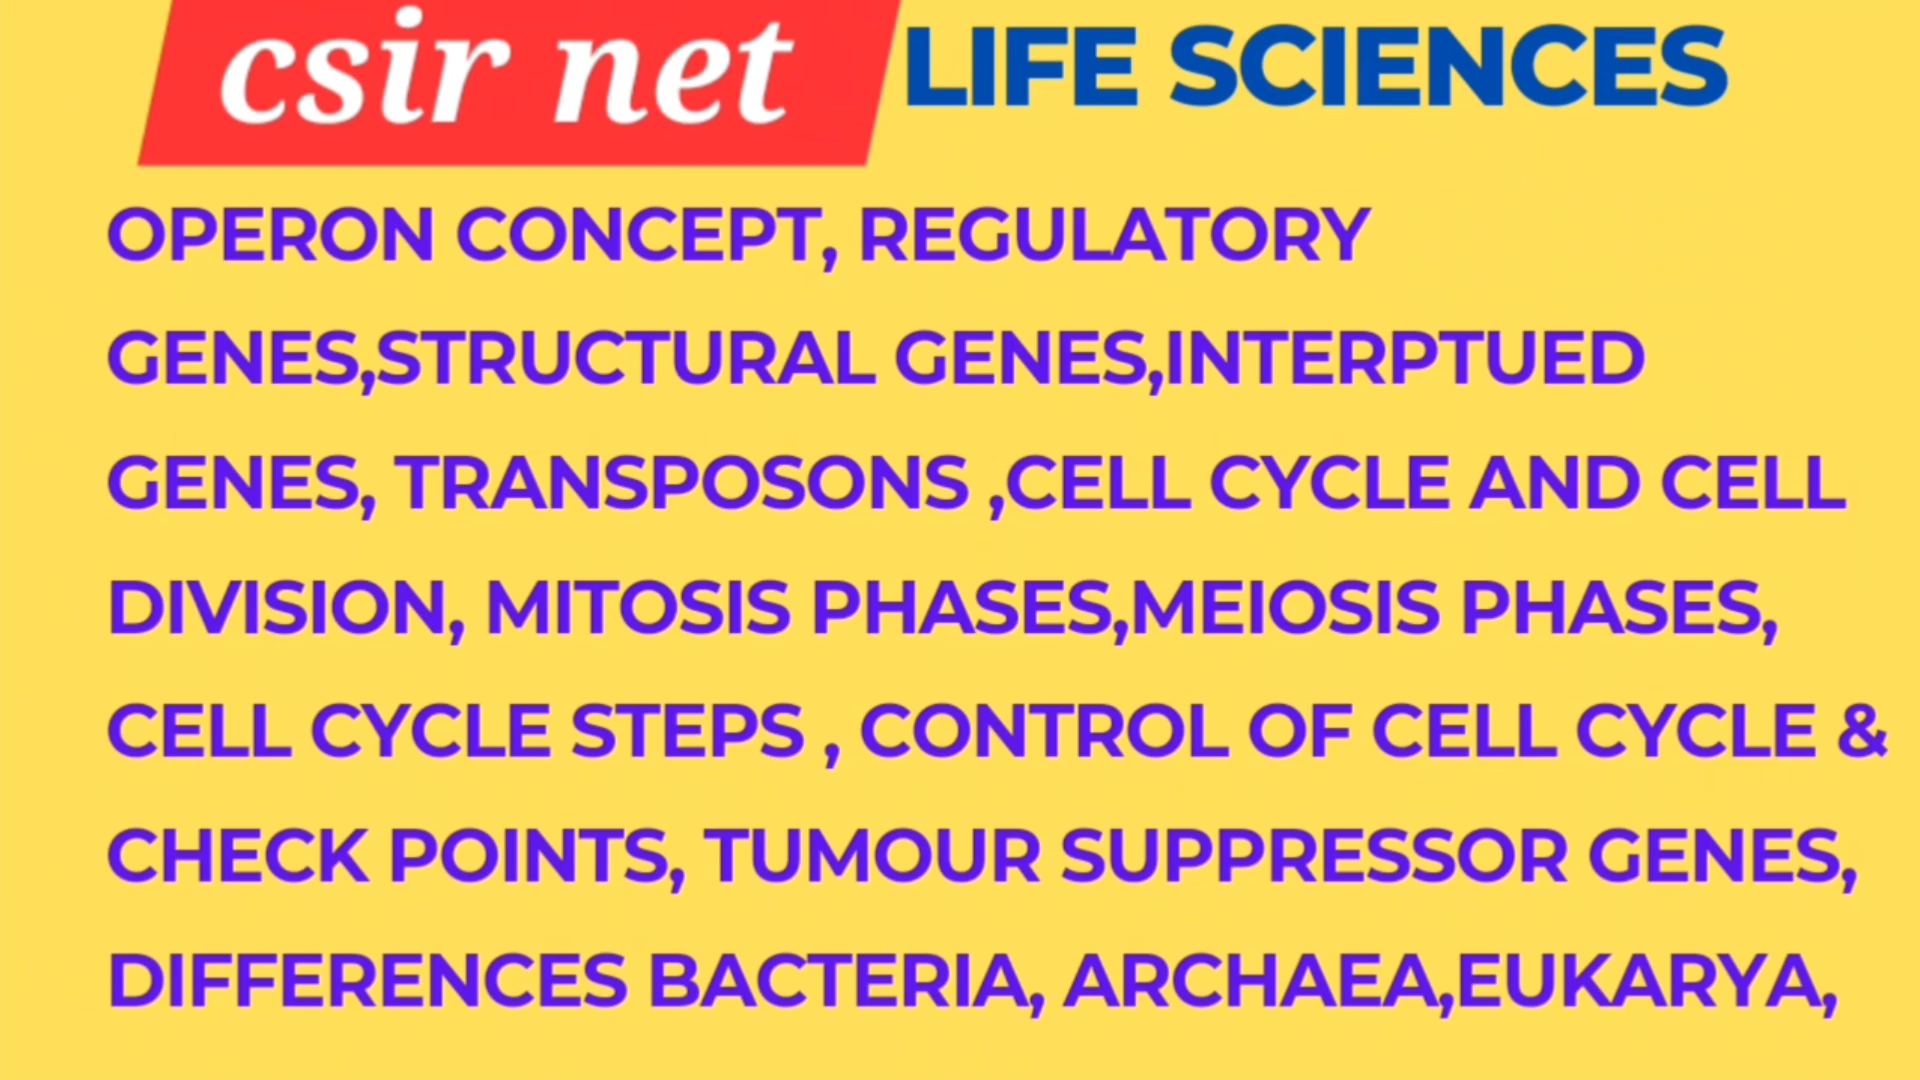 csir net LIFE SCIENCES
OPERON CONCEPT, REGULATORY
GENES,STRUCTURAL GENES,INTERPTUED
GENES, TRANSPOSONS ,CELL CYCLE AND CELL
DIVISION, MITOSIS PHASES,MEIOSIS PHASES,
CELL CYCLE STEPS , CONTROL OF CELL CYCLE &
CHECK POINTS, TUMOUR SUPPRESSOR GENES,
DIFFERENCES BACTERIA, ARCHAEA,EUKARYA,